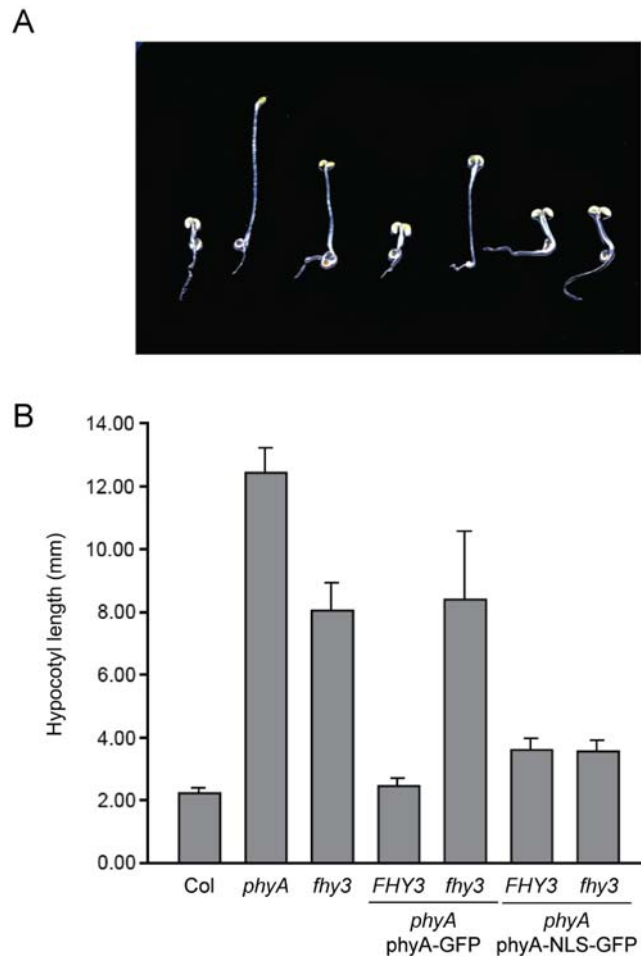 A
B
14.00
12.00
10.00
8.00
6.00
4.00
2.00
0.00
Hypocotyl length (mm)
Col phyA fhy3 FHY3 fhy3 FHY3 fhy3
phyA phyA
phyA-GFP phyA-NLS-GFP